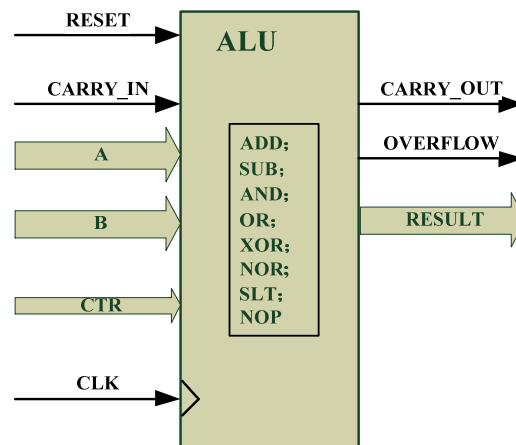 RESET
ALU
CARRY_IN
CARRY_OUT
A
ADD;
OVERFLOW
SUB;
AND;
B
OR;
RESULT
XOR;
NOR;
CTR
SLT;
NOP
CLK